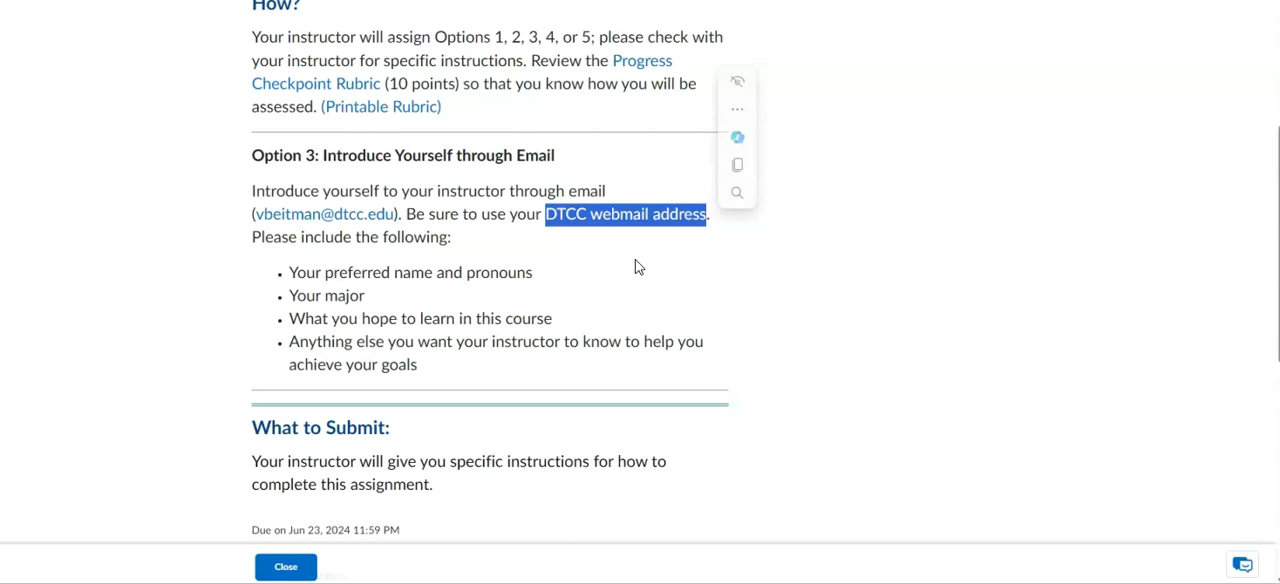 How?
Your instructor will assign Options 1, 2, 3, 4, or 5; please check with
your instructor for specific instructions. Review the Progress
Checkpoint Rubric (10 points) so that you know how you will be
assessed. (Printable Rubric)
Option 3: Introduce Yourself through Email
Introduce yourself to your instructor through email
(vbeitman@dtcc.edu). Be sure to use your DTCC webmail address.
Please include the following:
• Your preferred name and pronouns
• Your major
• What you hope to learn in this course
• Anything else you want your instructor to know to help you
achieve your goals
What to Submit:
Your instructor will give you specific instructions for how to
complete this assignment.
Due on Jun 23, 2024 11:59 PM
Close